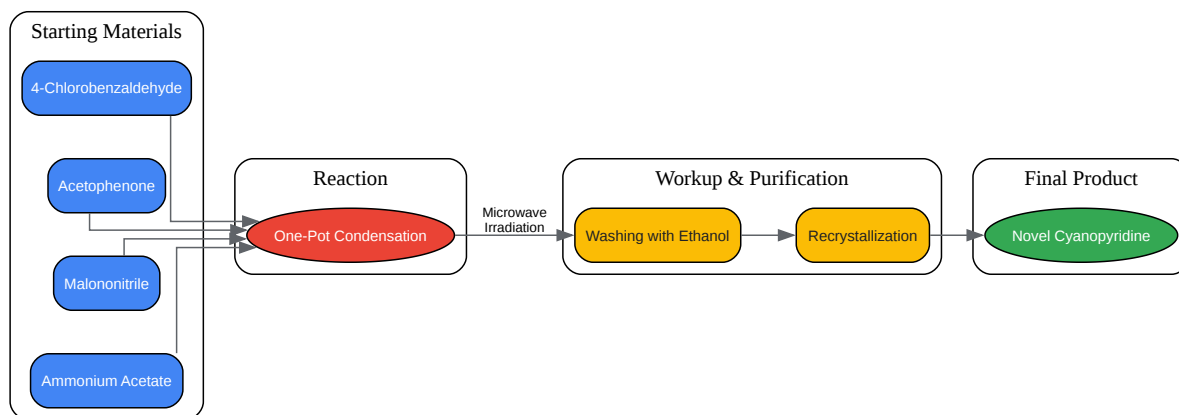 Starting Materials
4-Chlorobenzaldehyde
Acetophenone
Malononitrile
Ammonium Acetate
Reaction
One-Pot Condensation
Microwave
Irradiation
Workup & Purification
Washing with Ethanol
Recrystallization
Final Product
Novel Cyanopyridine